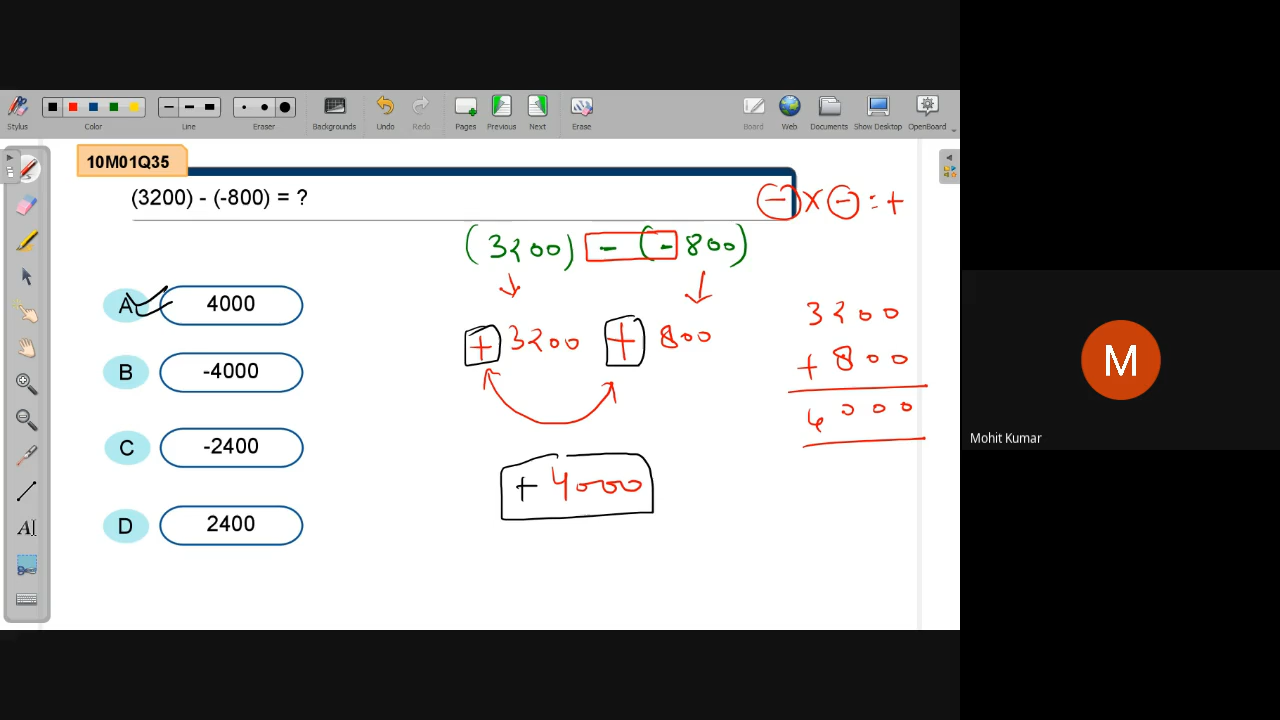 Stylus Color Line Eraser Backgrounds Undo Redo Pages Previous Next Erase Board Web Documents Show Desktop OpenBoard
10M01Q35
(3200) - (-800) = ?
- x - = +
(3200) - (-800)
+ 3200 + 800
3200
+ 800
4000
+ 4000
A 4000
B -4000
C -2400
D 2400
AI
M
Mohit Kumar